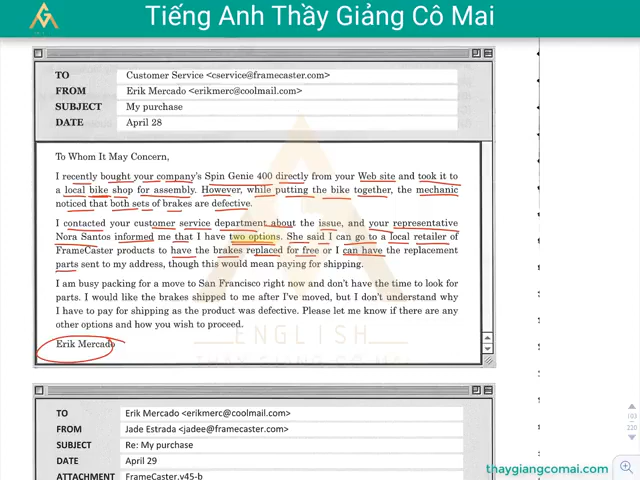 Tiếng Anh Thầy Giảng Cô Mai
TO Customer Service <cservice@framecaster.com>
FROM Erik Mercado <erikmerc@coolmail.com>
SUBJECT My purchase
DATE April 28
To Whom It May Concern,
I recently bought your company's Spin Genie 400 directly from your Web site and took it to
a local bike shop for assembly. However, while putting the bike together, the mechanic
noticed that both sets of brakes are defective.
I contacted your customer service department about the issue, and your representative
Nora Santos informed me that I have two options. She said I can go to a local retailer of
FrameCaster products to have the brakes replaced for free or I can have the replacement
parts sent to my address, though this would mean paying for shipping.
I am busy packing for a move to San Francisco right now and don't have the time to look for
parts. I would like the brakes shipped to me after I've moved, but I don't understand why
I have to pay for shipping as the product was defective. Please let me know if there are any
other options and how you wish to proceed.
Erik Mercado
ENGLISH
THẦY GIẢNG CÔ MAI
TO Erik Mercado <erikmerc@coolmail.com>
FROM Jade Estrada <jadee@framecaster.com>
SUBJECT Re: My purchase
DATE April 29
ATTACHMENT FrameCaster.v45-b
220
thaygiangcomai.com